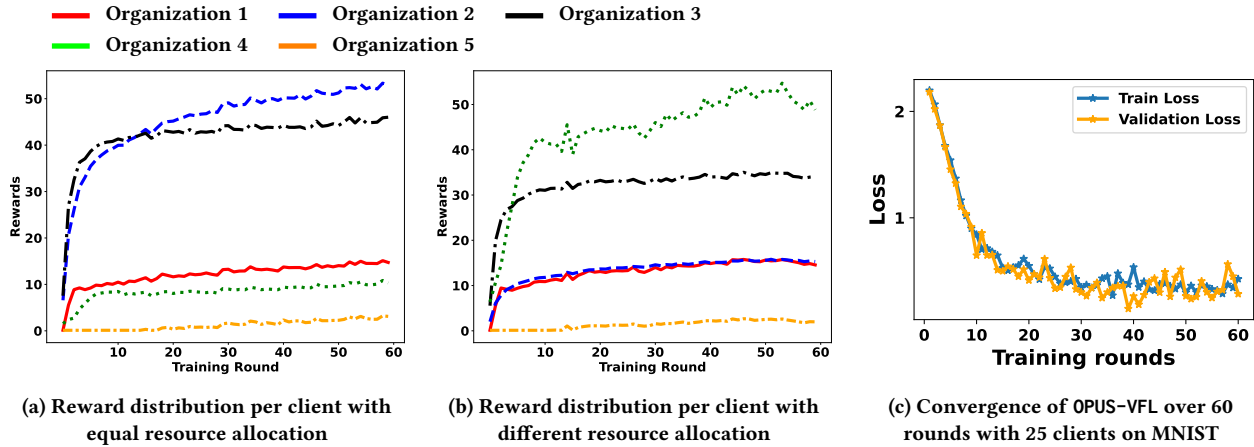 Organization 1 Organization 2 Organization 3
Organization 4 Organization 5
50
40
30
20
10
0
Rewards
10 20 30 40 50 60
Training Round
(a) Reward distribution per client with
equal resource allocation
50
40
30
20
10
0
Rewards
10 20 30 40 50 60
Training Round
(b) Reward distribution per client with
different resource allocation
Train Loss
Validation Loss
2
1
Loss
0 10 20 30 40 50 60
Training rounds
(c) Convergence of OPUS-VFL over 60
rounds with 25 clients on MNIST